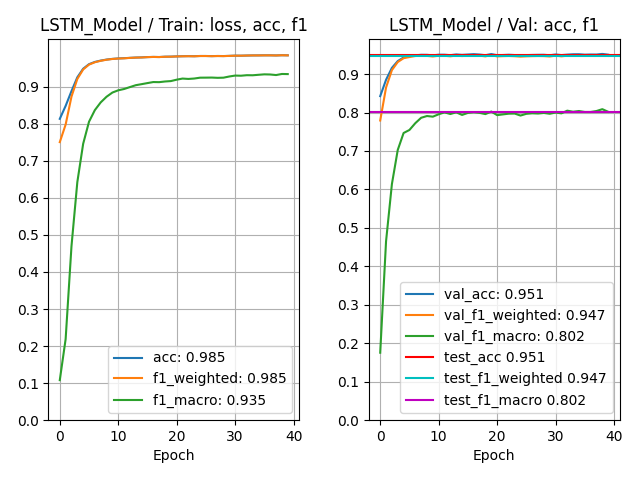 LSTM_Model / Train: loss, acc, f1
0.9
0.8
0.7
0.6
0.5
0.4
0.3
0.2
0.1
0.0
0
10
20
30
40
Epoch
acc: 0.985
f1_weighted: 0.985
f1_macro: 0.935
LSTM_Model / Val: acc, f1
0.9
0.8
0.7
0.6
0.5
0.4
0.3
0.2
0.1
0.0
0
10
20
30
40
Epoch
val_acc: 0.951
val_f1_weighted: 0.947
val_f1_macro: 0.802
test_acc 0.951
test_f1_weighted 0.947
test_f1_macro 0.802